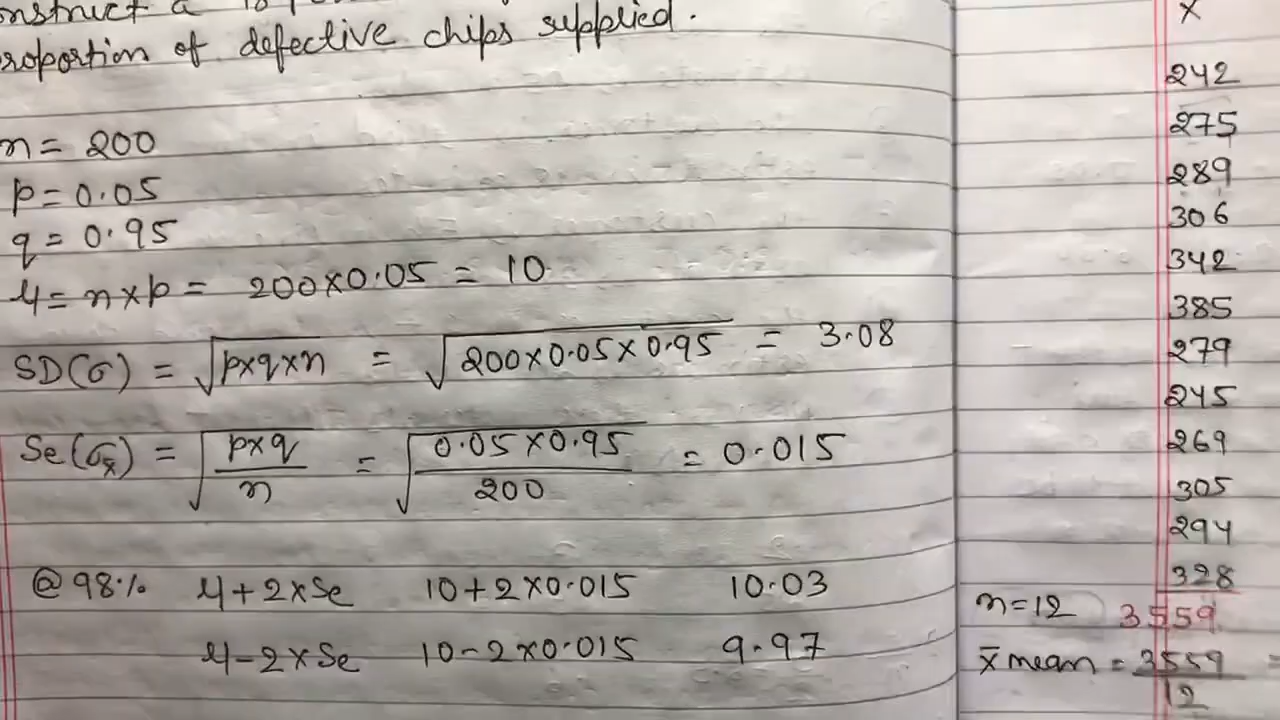 proportion of defective chips supplied.
n = 200
p = 0.05
q = 0.95
μ = n × p = 200 × 0.05 = 10
SD(σ) = √p×q×n = √200×0.05×0.95 = 3.08
Se(σx̄) = √p×q/n = √0.05×0.95/200 = 0.015
@ 98% μ + 2×Se 10 + 2×0.015 10.03
μ - 2×Se 10 - 2×0.015 9.97
x
242
275
289
306
342
385
279
245
269
305
294
328
n = 12 3559
x̄ mean = 3559/12 =